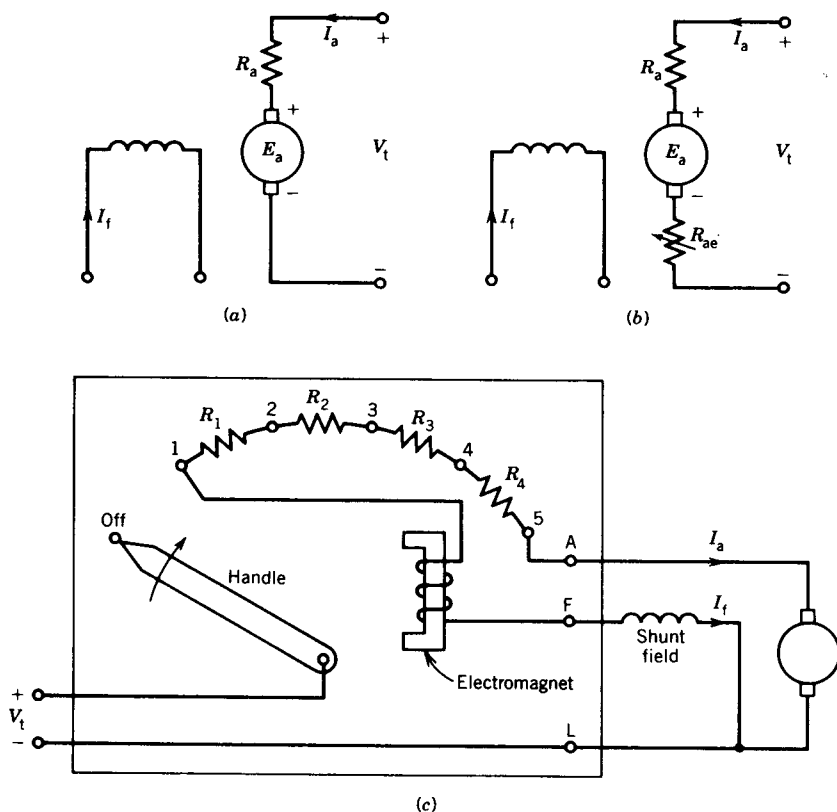 I_a
+
R_a
+
E_a
V_t
−
I_f
−
(a)
I_a
+
R_a
+
E_a
V_t
−
I_f
R_ae
−
(b)
R_1
2
R_2
3
R_3
1
4
R_4
5
Off
A
I_a
Handle
F
I_f
Shunt
field
Electromagnet
+
V_t
−
L
(c)